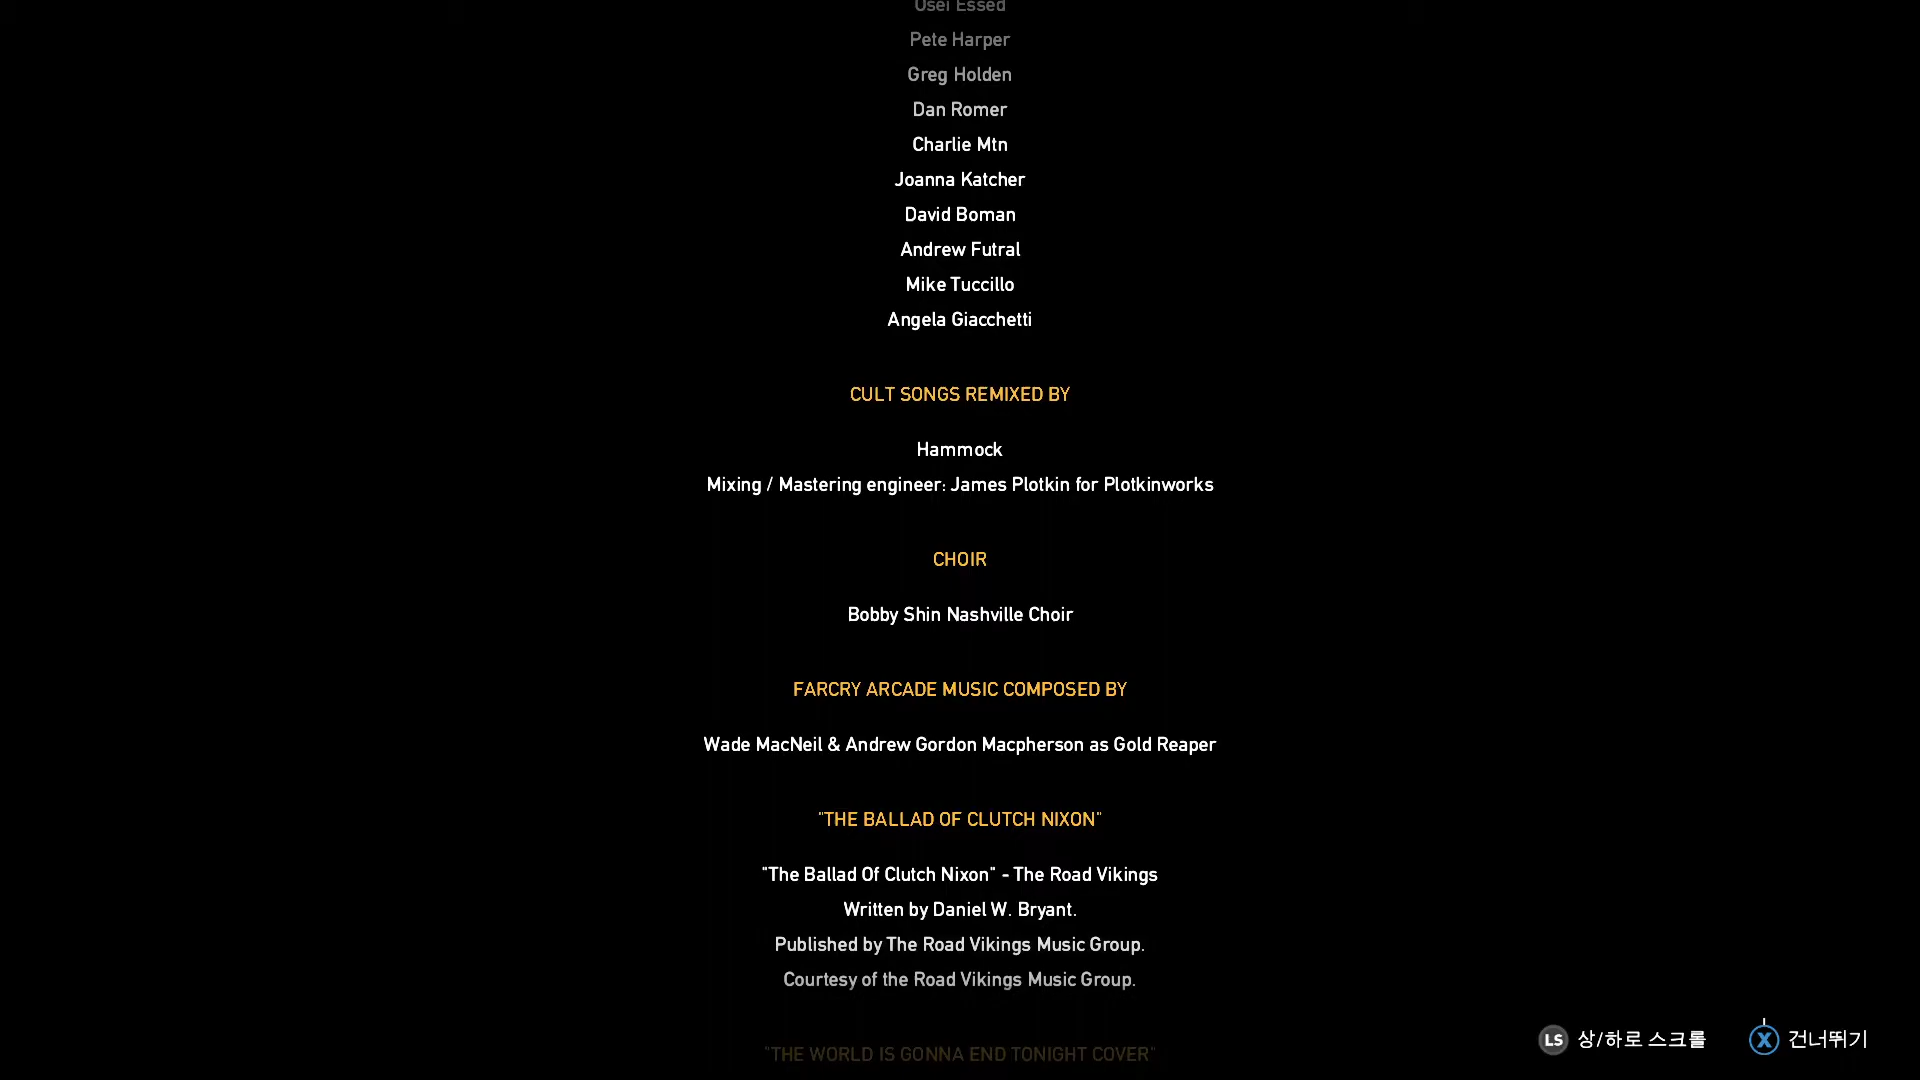 Osei Essed
Pete Harper
Greg Holden
Dan Romer
Charlie Mtn
Joanna Katcher
David Boman
Andrew Futral
Mike Tuccillo
Angela Giacchetti
CULT SONGS REMIXED BY
Hammock
Mixing / Mastering engineer: James Plotkin for Plotkinworks
CHOIR
Bobby Shin Nashville Choir
FARCRY ARCADE MUSIC COMPOSED BY
Wade MacNeil & Andrew Gordon Macpherson as Gold Reaper
"THE BALLAD OF CLUTCH NIXON"
"The Ballad Of Clutch Nixon" - The Road Vikings
Written by Daniel W. Bryant.
Published by The Road Vikings Music Group.
Courtesy of the Road Vikings Music Group.
"THE WORLD IS GONNA END TONIGHT COVER"
LS 상/하로 스크롤
X 건너뛰기